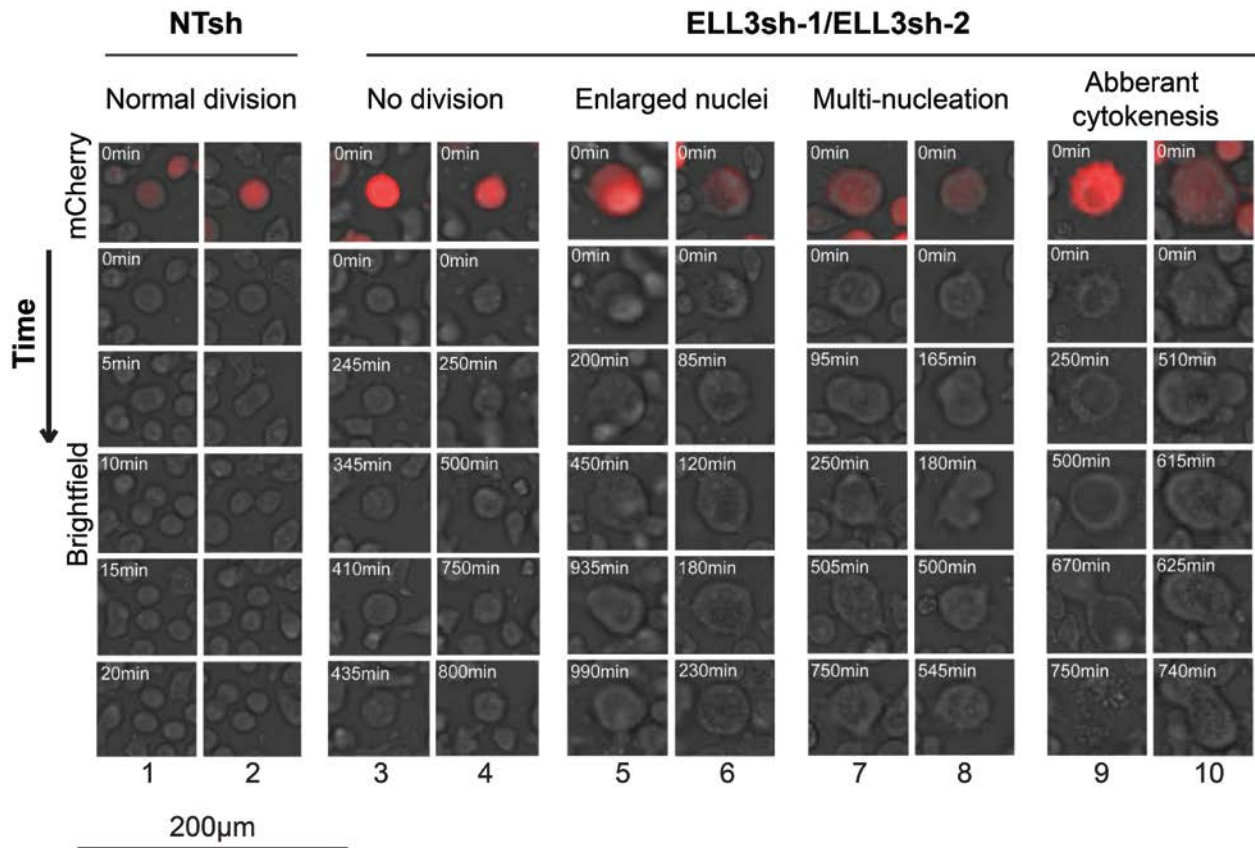 NTsh
ELL3sh-1/ELL3sh-2
Normal division
No division
Enlarged nuclei
Multi-nucleation
Abberant
cytokenesis
mCherry
Time
Brightfield
0min 0min 0min 0min 0min 0min 0min 0min 0min
0min 0min 0min 0min 0min 0min 0min 0min 0min
5min 245min 250min 200min 85min 95min 165min 250min 510min
10min 345min 500min 450min 120min 250min 180min 500min 615min
15min 410min 750min 935min 180min 505min 500min 670min 625min
20min 435min 800min 990min 230min 750min 545min 750min 740min
1 2 3 4 5 6 7 8 9 10
200µm